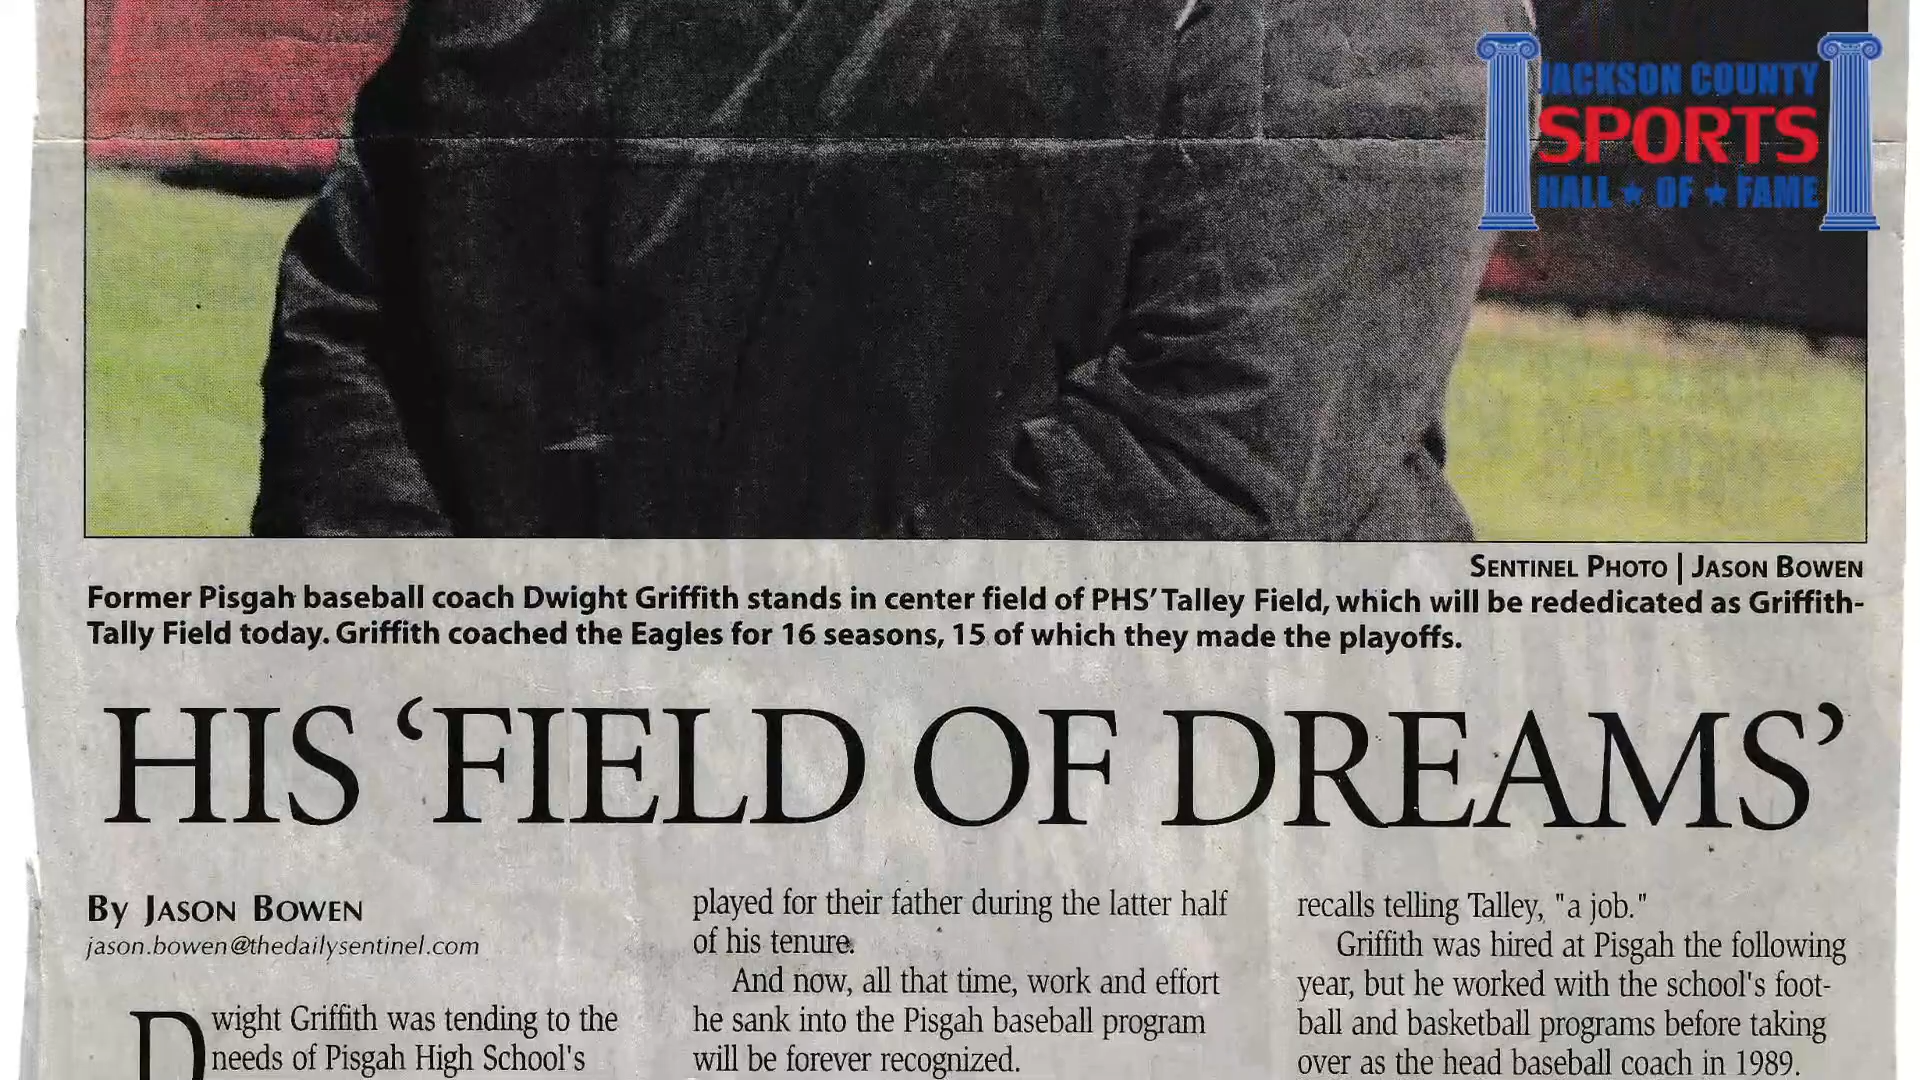 JACKSON COUNTY
SPORTS
HALL ★ OF ★ FAME
SENTINEL PHOTO | JASON BOWEN
Former Pisgah baseball coach Dwight Griffith stands in center field of PHS' Talley Field, which will be rededicated as Griffith-
Tally Field today. Griffith coached the Eagles for 16 seasons, 15 of which they made the playoffs.
HIS 'FIELD OF DREAMS'
By JASON BOWEN
jason.bowen@thedailysentinel.com
Dwight Griffith was tending to the
needs of Pisgah High School's
played for their father during the latter half
of his tenure.
And now, all that time, work and effort
he sank into the Pisgah baseball program
will be forever recognized.
recalls telling Talley, "a job."
Griffith was hired at Pisgah the following
year, but he worked with the school's foot-
ball and basketball programs before taking
over as the head baseball coach in 1989.